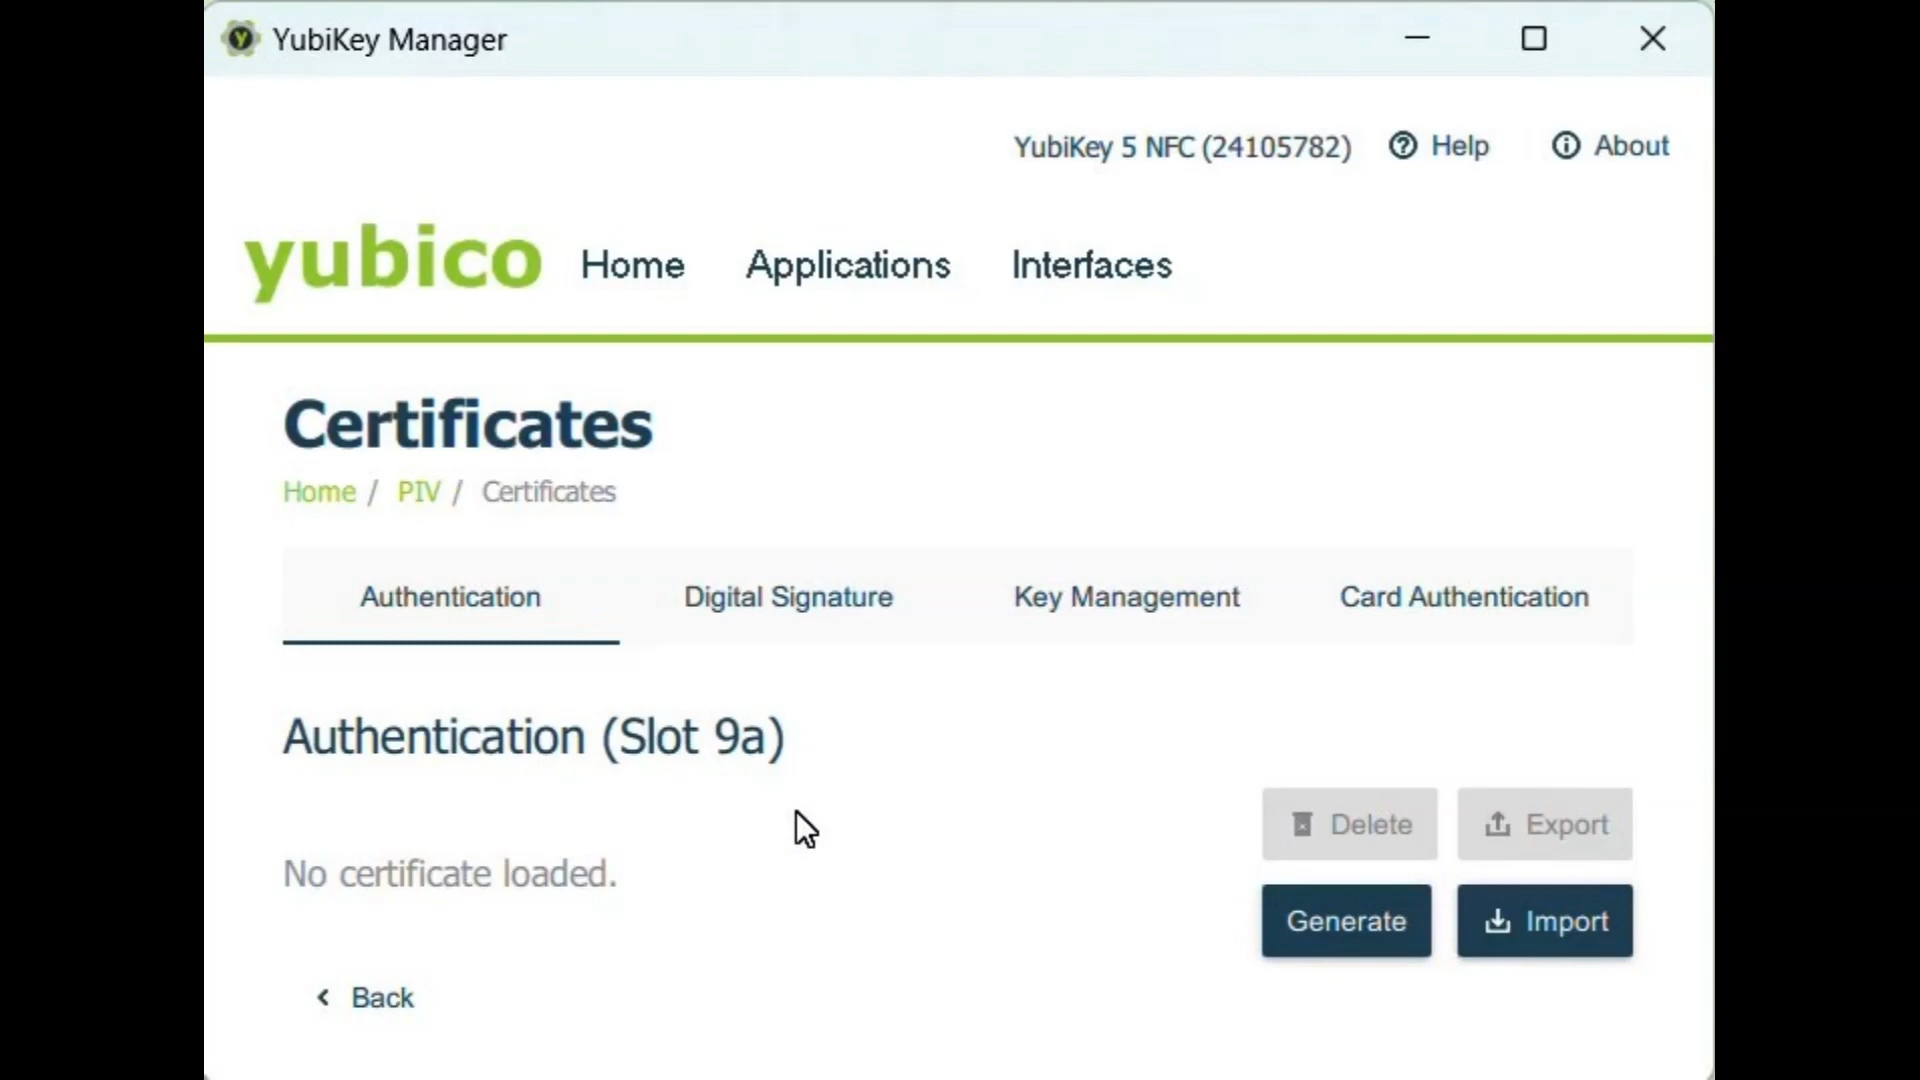 YubiKey Manager
YubiKey 5 NFC (24105782) Help About
yubico Home Applications Interfaces
Certificates
Home / PIV / Certificates
Authentication Digital Signature Key Management Card Authentication
Authentication (Slot 9a)
Delete Export
No certificate loaded.
Generate Import
Back